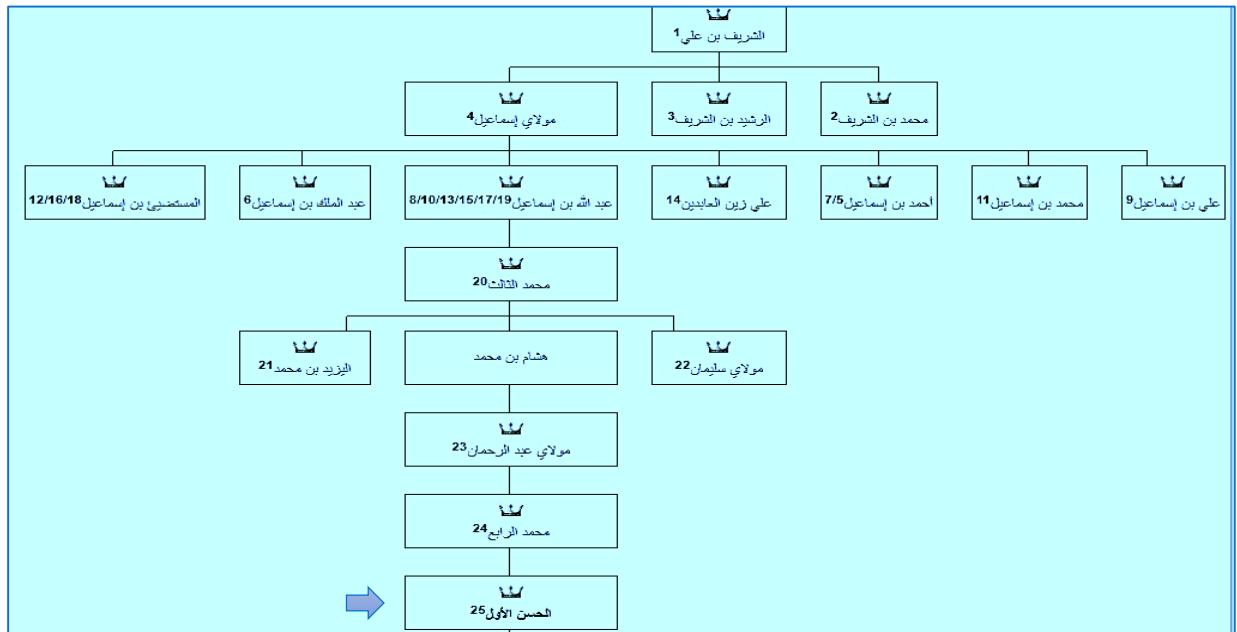 الشريف بن علي1
محمد بن الشريف2
الرشيد بن الشريف3
مولاي إسماعيل4
علي بن إسماعيل9
محمد بن إسماعيل11
أحمد بن إسماعيل7/5
علي زين العابدين14
عبد الله بن إسماعيل8/10/13/15/17/19
عبد الملك بن إسماعيل6
المستضيئ بن إسماعيل12/16/18
محمد الثالث20
مولاي سليمان22
هشام بن محمد
اليزيد بن محمد21
مولاي عبد الرحمان23
محمد الرابع24
الحسن الأول25